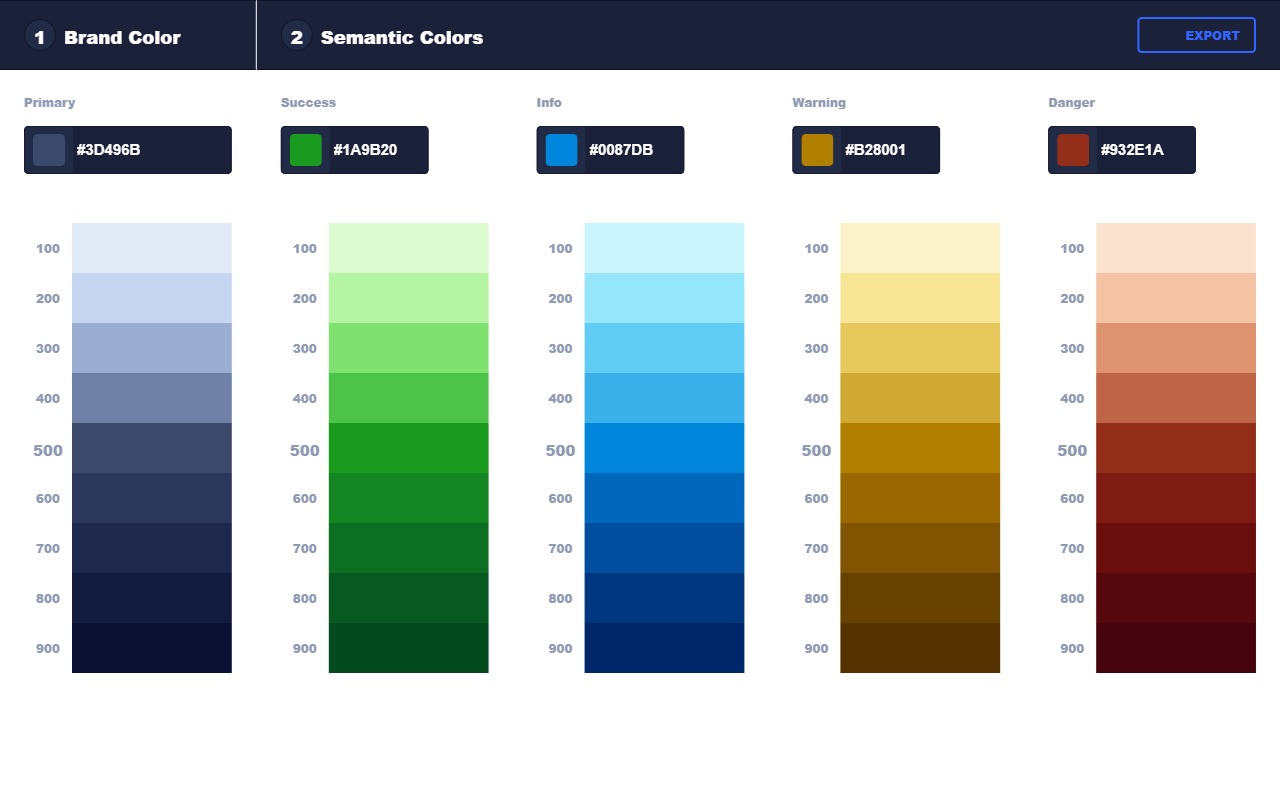 1 Brand Color 2 Semantic Colors EXPORT
Primary Success Info Warning Danger
#3D496B #1A9B20 #0087DB #B28001 #932E1A
100 100 100 100 100
200 200 200 200 200
300 300 300 300 300
400 400 400 400 400
500 500 500 500 500
600 600 600 600 600
700 700 700 700 700
800 800 800 800 800
900 900 900 900 900